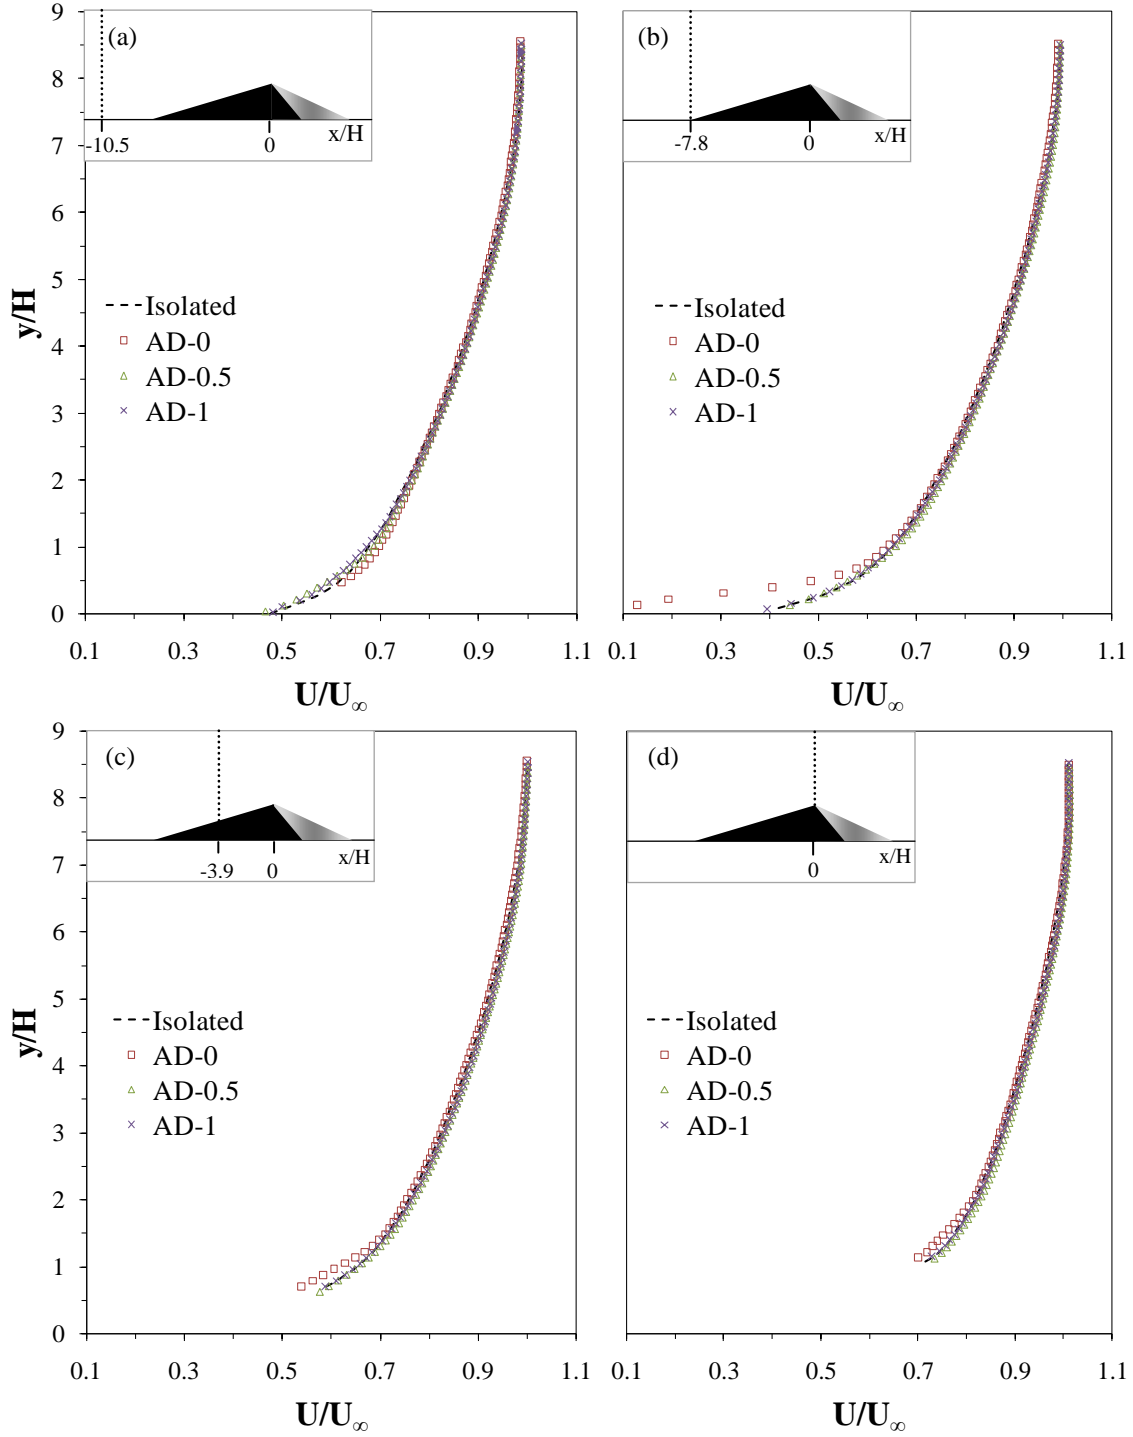 (a)
-10.5 0 x/H
9
8
7
6
5
4
3
2
1
0
y/H
Isolated
AD-0
AD-0.5
AD-1
0.1 0.3 0.5 0.7 0.9 1.1
U/U∞
(b)
-7.8 0 x/H
Isolated
AD-0
AD-0.5
AD-1
0.1 0.3 0.5 0.7 0.9 1.1
U/U∞
(c)
-3.9 0 x/H
9
8
7
6
5
4
3
2
1
0
y/H
Isolated
AD-0
AD-0.5
AD-1
0.1 0.3 0.5 0.7 0.9 1.1
U/U∞
(d)
0 x/H
Isolated
AD-0
AD-0.5
AD-1
0.1 0.3 0.5 0.7 0.9 1.1
U/U∞